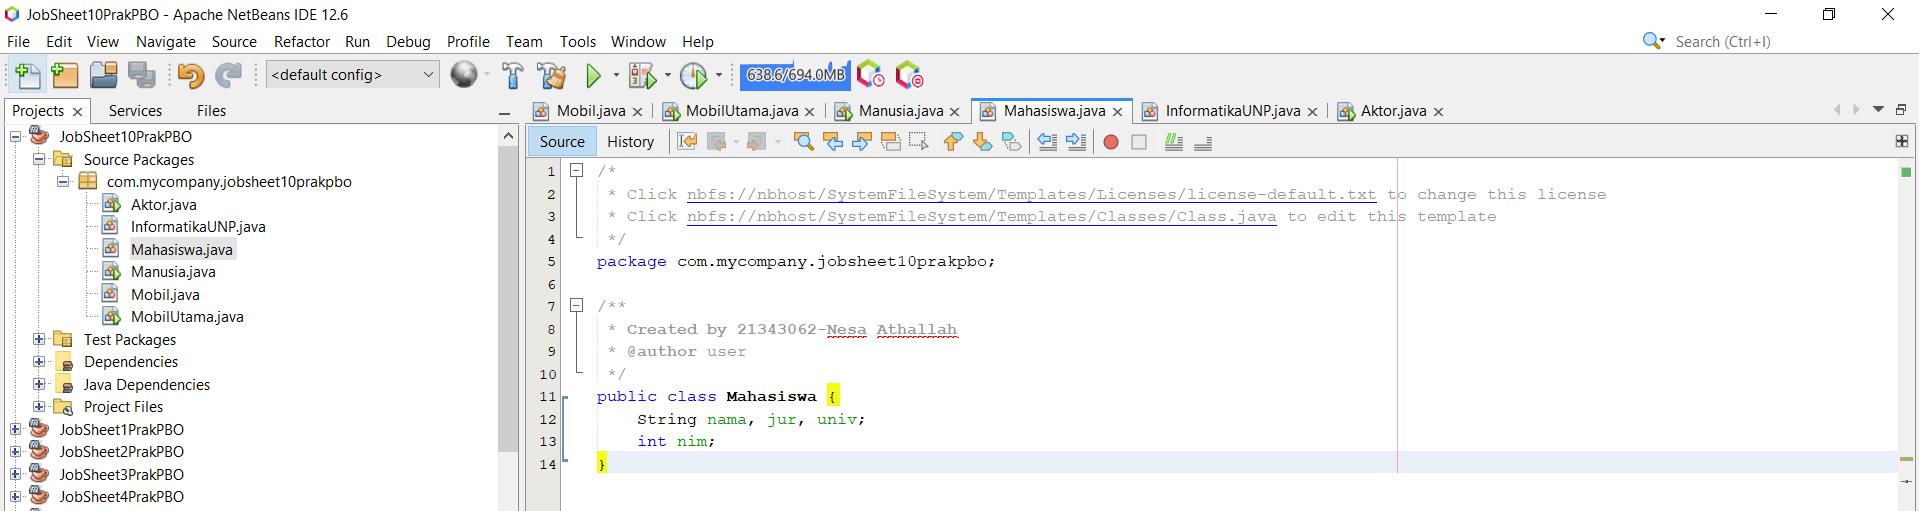 JobSheet10PrakPBO - Apache NetBeans IDE 12.6
File Edit View Navigate Source Refactor Run Debug Profile Team Tools Window Help
Search (Ctrl+I)
<default config>
638.6/694.0MB
Projects Services Files
JobSheet10PrakPBO
Source Packages
com.mycompany.jobsheet10prakpbo
Aktor.java
InformatikaUNP.java
Mahasiswa.java
Manusia.java
Mobil.java
MobilUtama.java
Test Packages
Dependencies
Java Dependencies
Project Files
JobSheet1PrakPBO
JobSheet2PrakPBO
JobSheet3PrakPBO
JobSheet4PrakPBO
Mobil.java MobilUtama.java Manusia.java Mahasiswa.java InformatikaUNP.java Aktor.java
Source History
1 /*
2 * Click nbfs://nbhost/SystemFileSystem/Templates/Licenses/license-default.txt to change this license
3 * Click nbfs://nbhost/SystemFileSystem/Templates/Classes/Class.java to edit this template
4 */
5 package com.mycompany.jobsheet10prakpbo;
6
7 /**
8 * Created by 21343062-Nesa Athallah
9 * @author user
10 */
11 public class Mahasiswa {
12 String nama, jur, univ;
13 int nim;
14 }